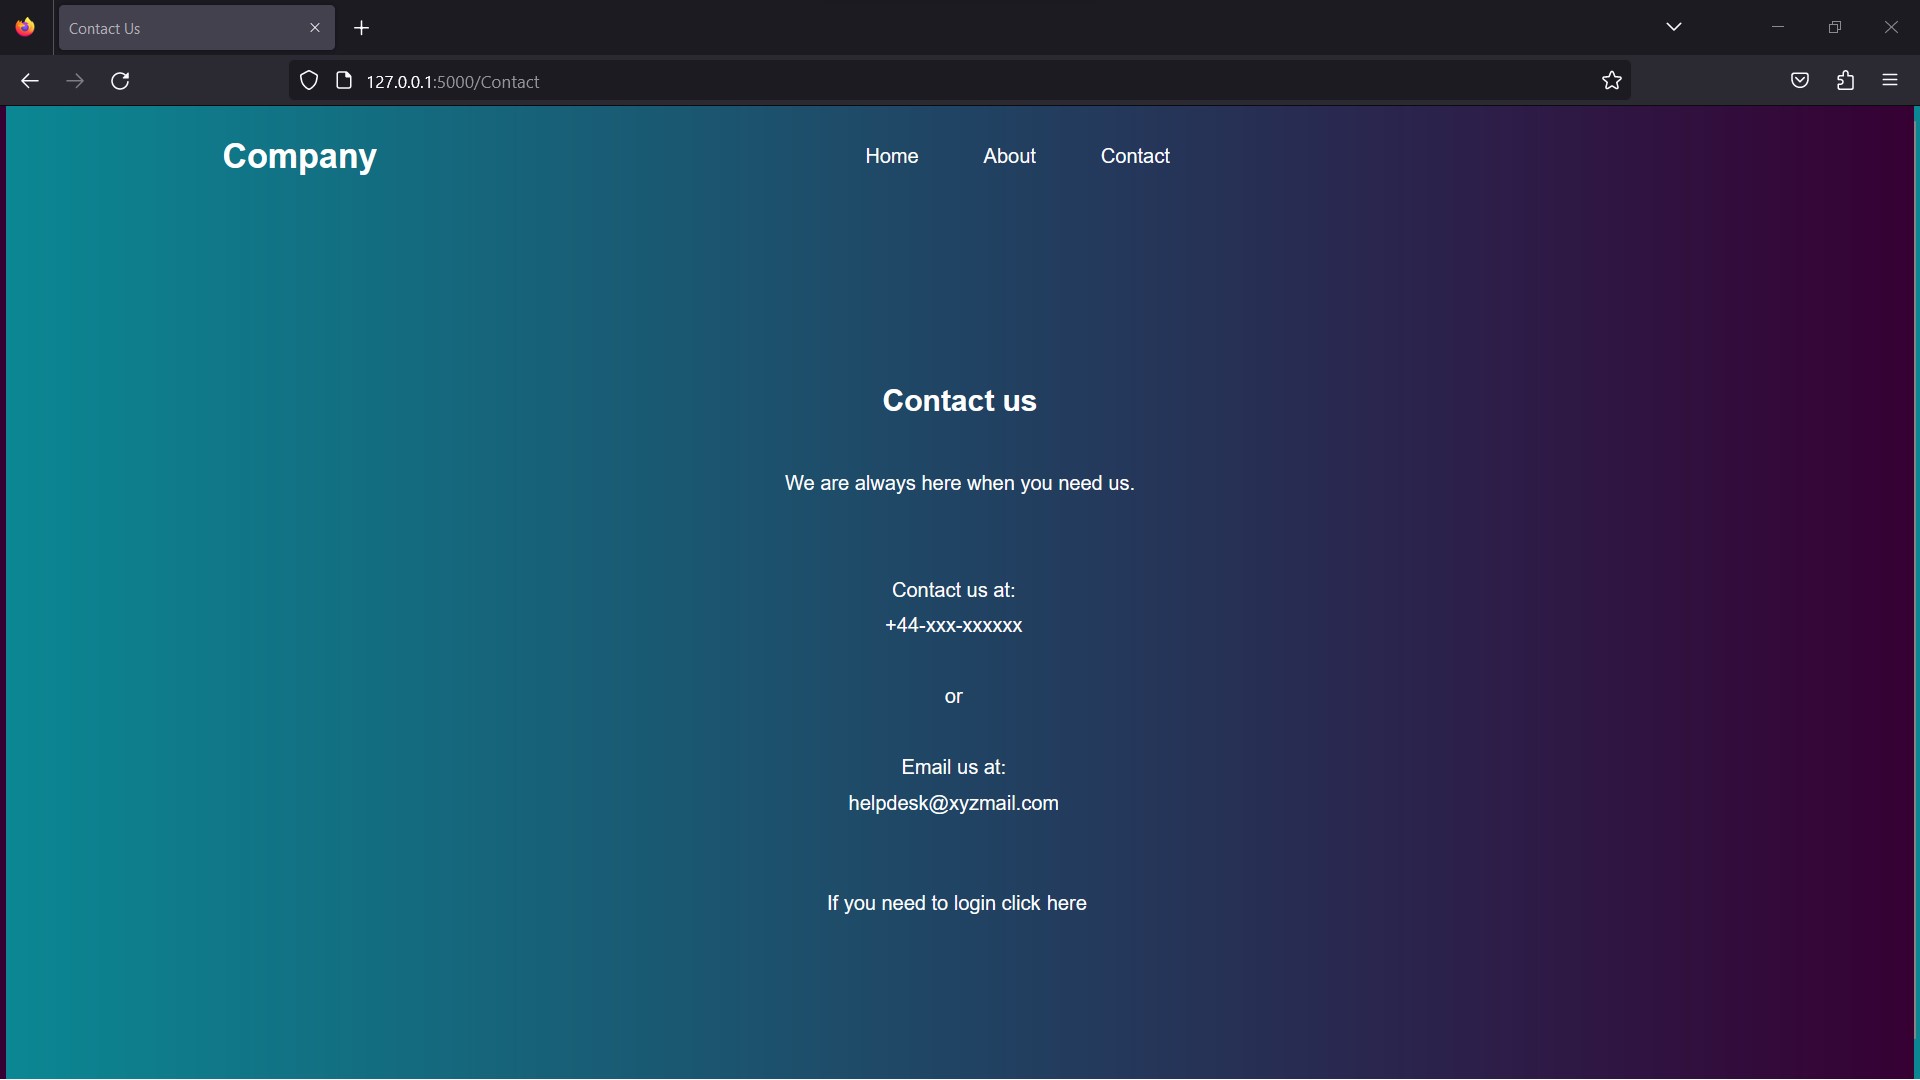 Contact Us
127.0.0.1:5000/Contact
Company
Home
About
Contact
Contact us
We are always here when you need us.
Contact us at:
+44-xxx-xxxxxx
or
Email us at:
helpdesk@xyzmail.com
If you need to login click here